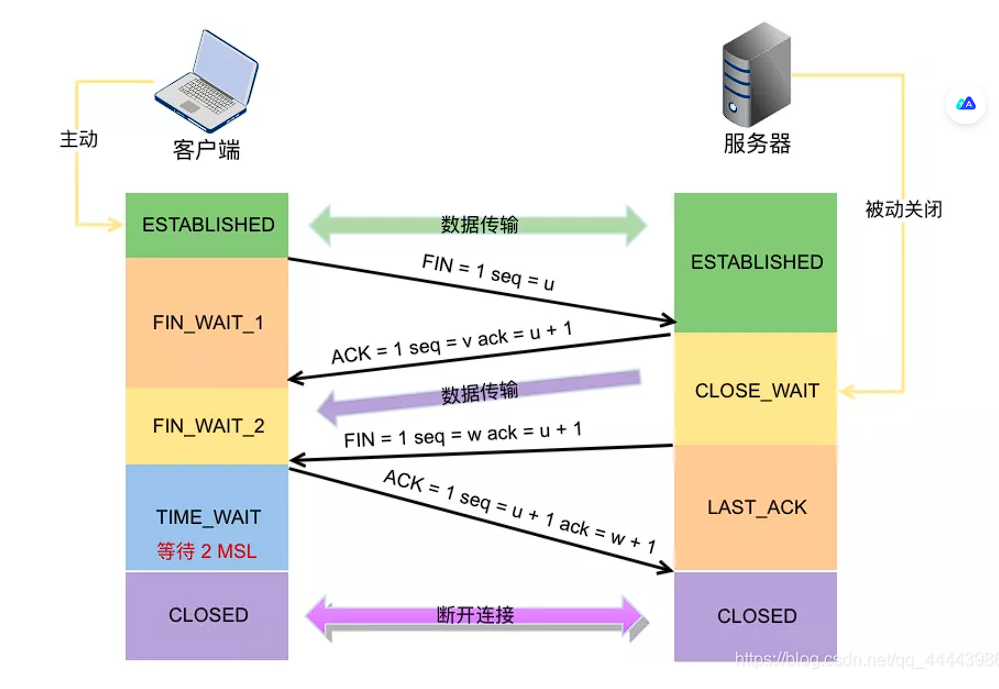 主动
客户端
服务器
被动关闭
ESTABLISHED
数据传输
ESTABLISHED
FIN = 1 seq = u
FIN_WAIT_1
ACK = 1 seq = v ack = u + 1
数据传输
CLOSE_WAIT
FIN_WAIT_2
FIN = 1 seq = w ack = u + 1
ACK = 1 seq = u + 1 ack = w + 1
LAST_ACK
TIME_WAIT
等待 2 MSL
CLOSED
断开连接
CLOSED
https://blog.csdn.net/qq_44443986